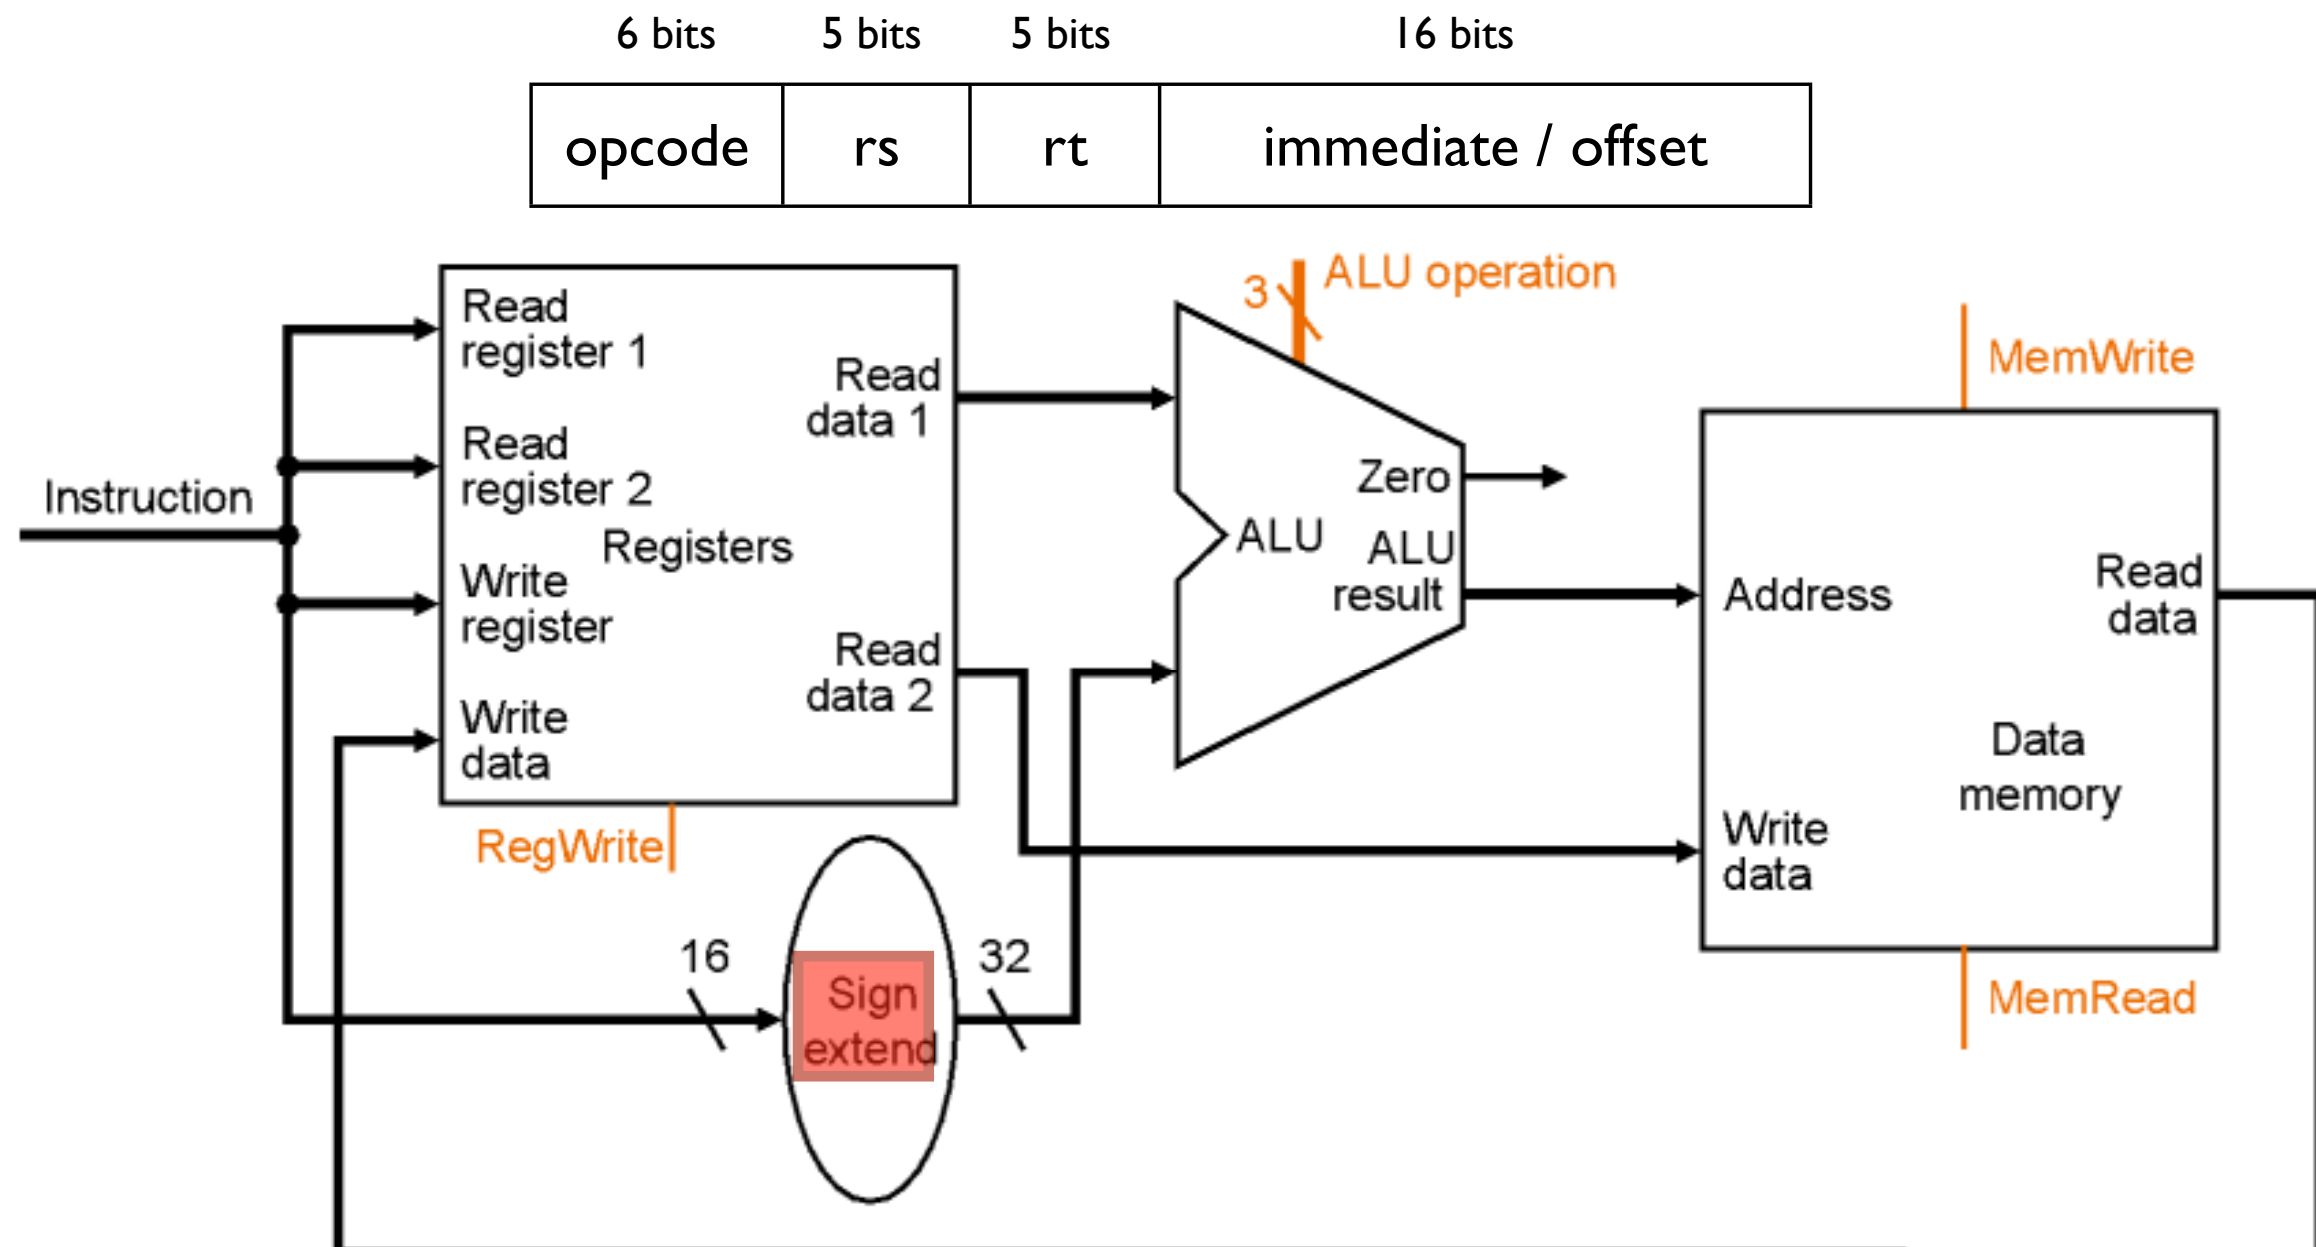 6 bits 5 bits 5 bits 16 bits
opcode rs rt immediate / offset
3 ALU operation
Read
register 1
Read
data 1
MemWrite
Read
register 2
Instruction
Registers
Zero
ALU
ALU
result
Write
register
Read
data 2
Address
Read
data
Write
data
Data
memory
Write
data
RegWrite
16
Sign
extend
32
MemRead